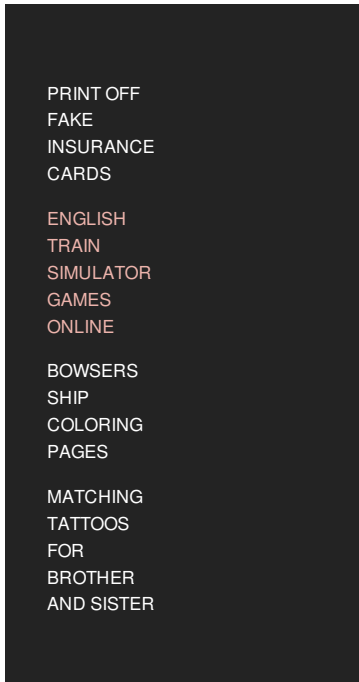 PRINT OFF
FAKE
INSURANCE
CARDS
ENGLISH
TRAIN
SIMULATOR
GAMES
ONLINE
BOWSERS
SHIP
COLORING
PAGES
MATCHING
TATTOOS
FOR
BROTHER
AND SISTER